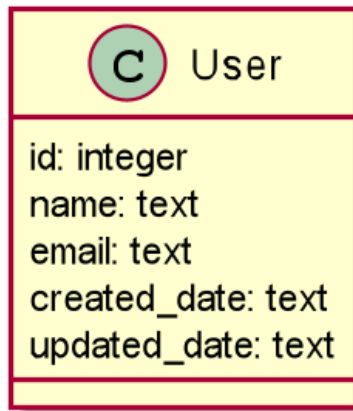 C User
id: integer
name: text
email: text
created_date: text
updated_date: text